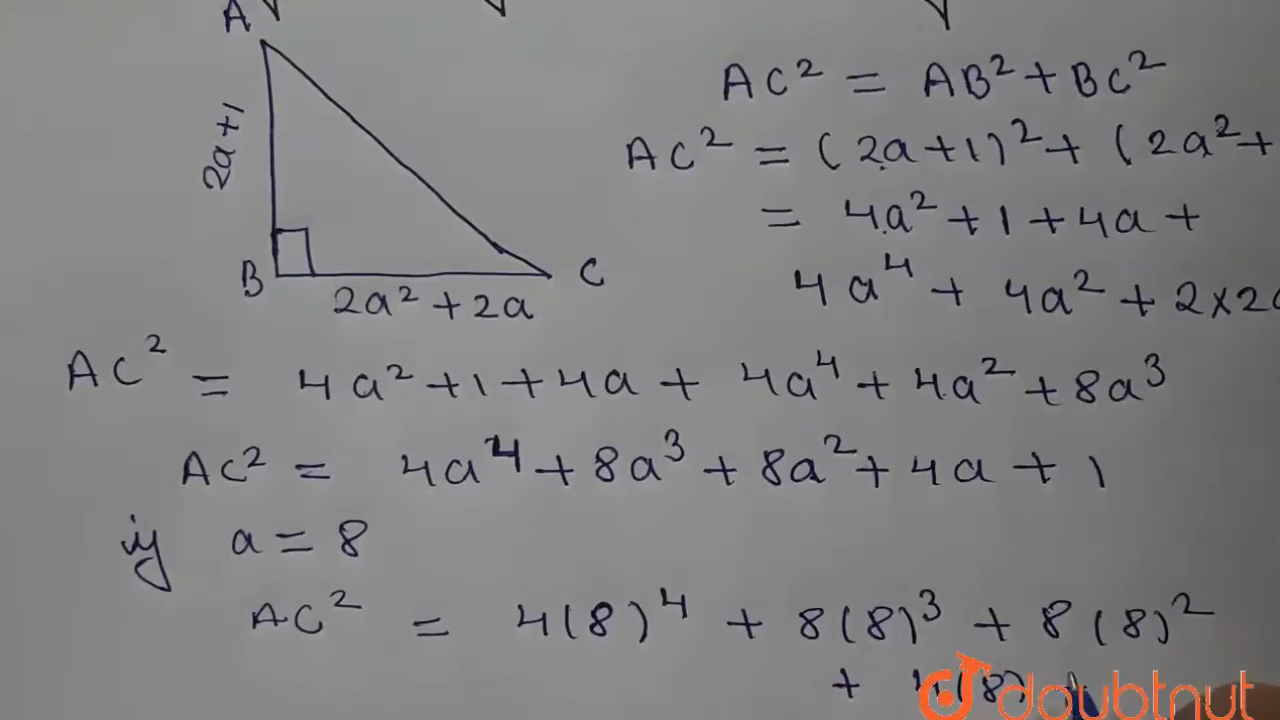 A
2a+1
B
C
2a² + 2a
AC² = AB² + BC²
AC² = (2a+1)² + (2a²+
= 4a² + 1 + 4a +
4a⁴ + 4a² + 2×2
AC² = 4a² + 1 + 4a + 4a⁴ + 4a² + 8a³
AC² = 4a⁴ + 8a³ + 8a² + 4a + 1
a = 8
AC² = 4(8)⁴ + 8(8)³ + 8(8)²
+ 4(8) +
doubtnut